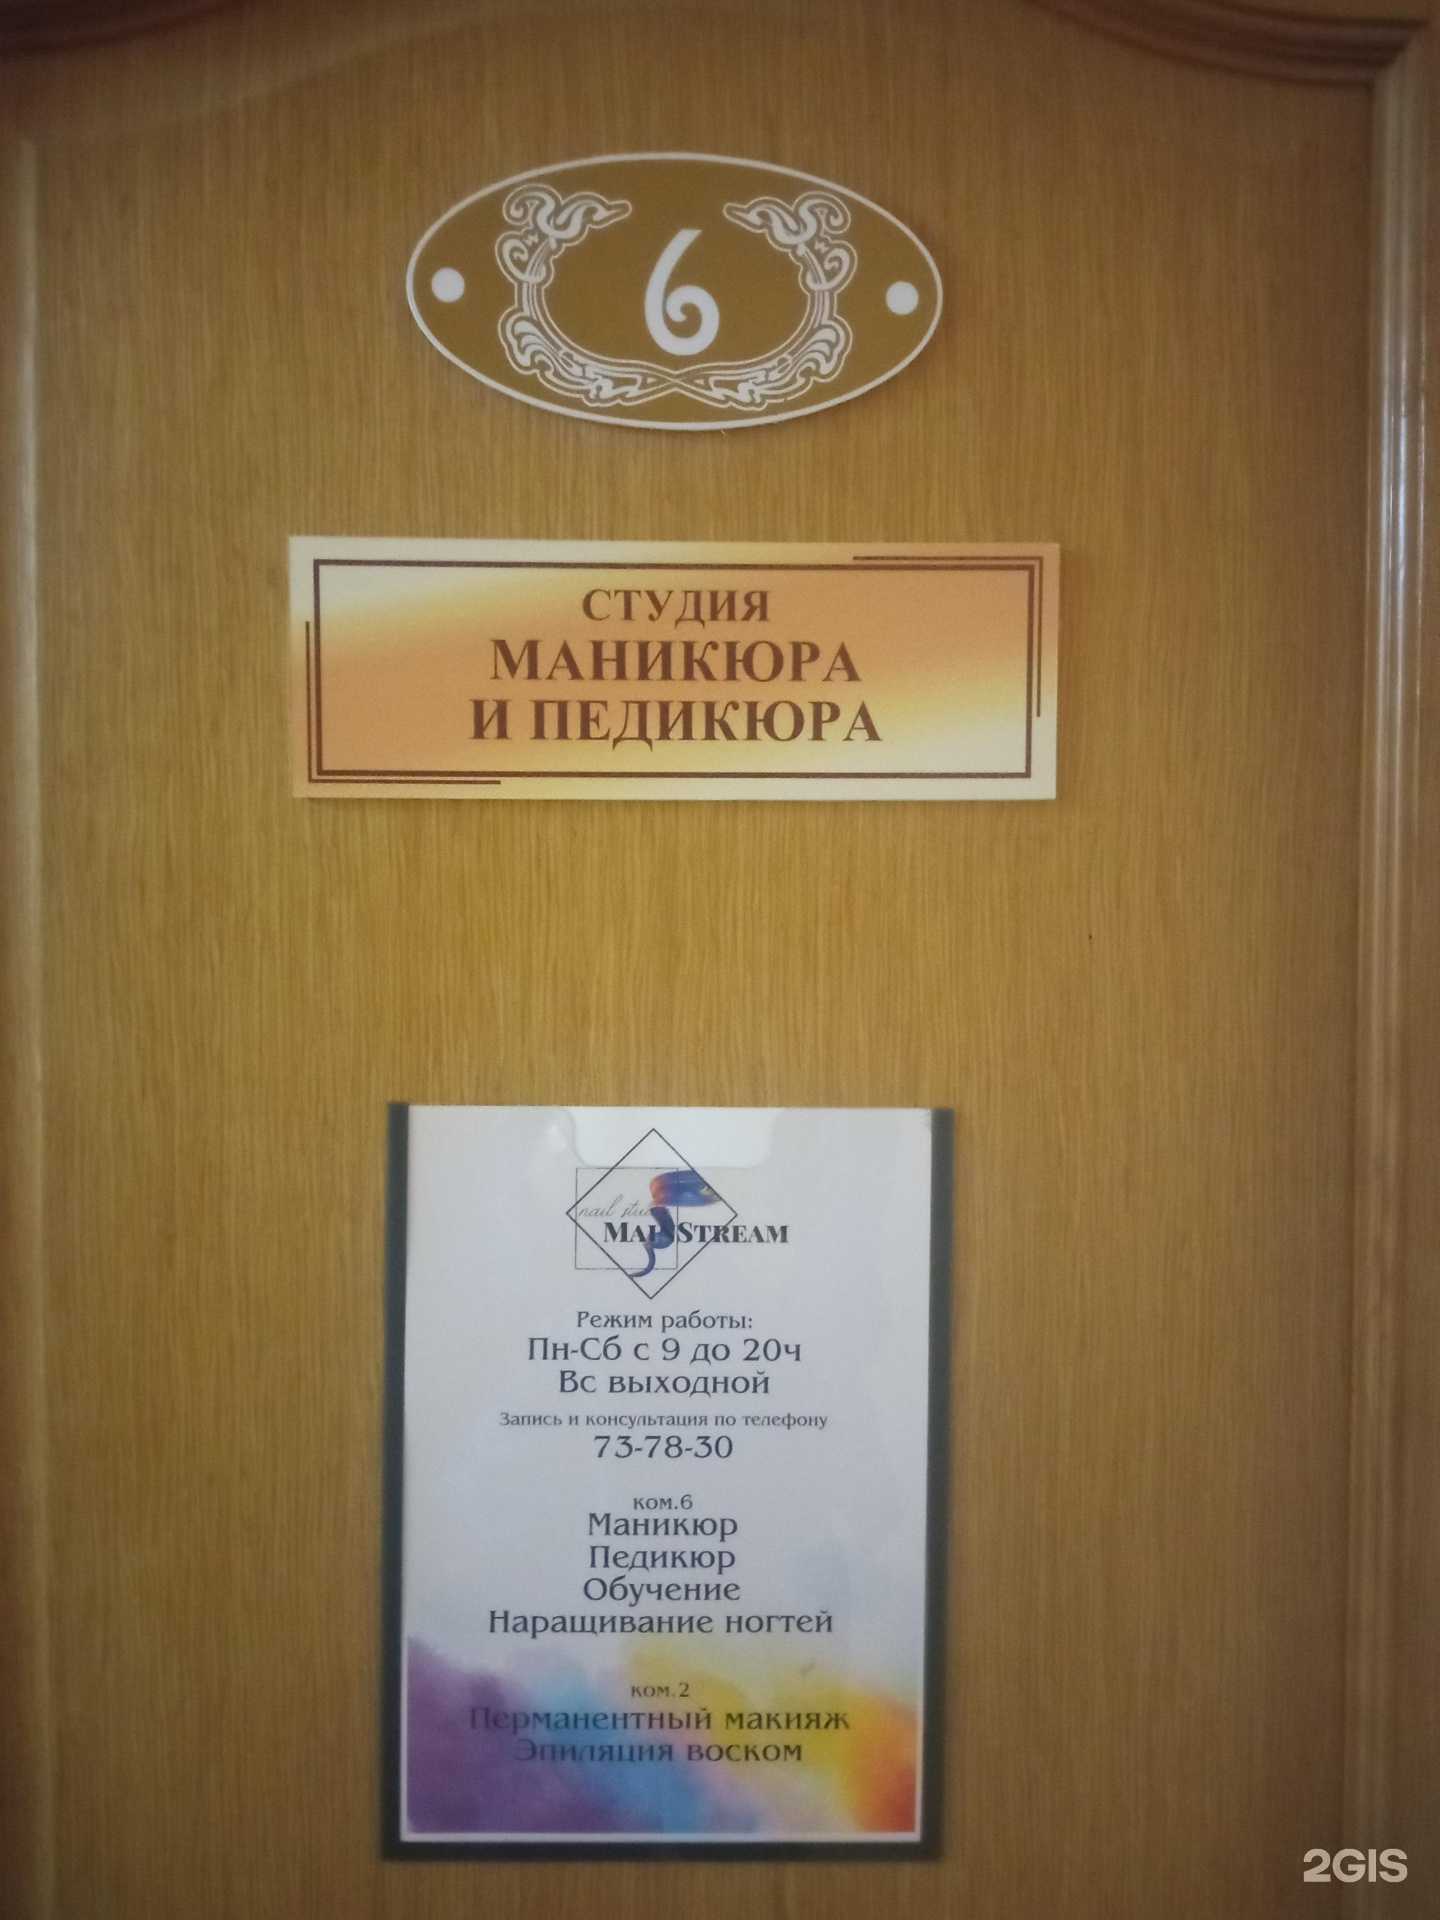 6
СТУДИЯ
МАНИКЮРА
И ПЕДИКЮРА
nail
MAINSTREAM
Режим работы:
Пн-Сб с 9 до 20ч
Вс выходной
Запись и консультация по телефону
73-78-30
ком.6
Маникюр
Педикюр
Обучение
Наращивание ногтей
ком.2
Перманентный макияж
Эпиляция воском
2GIS